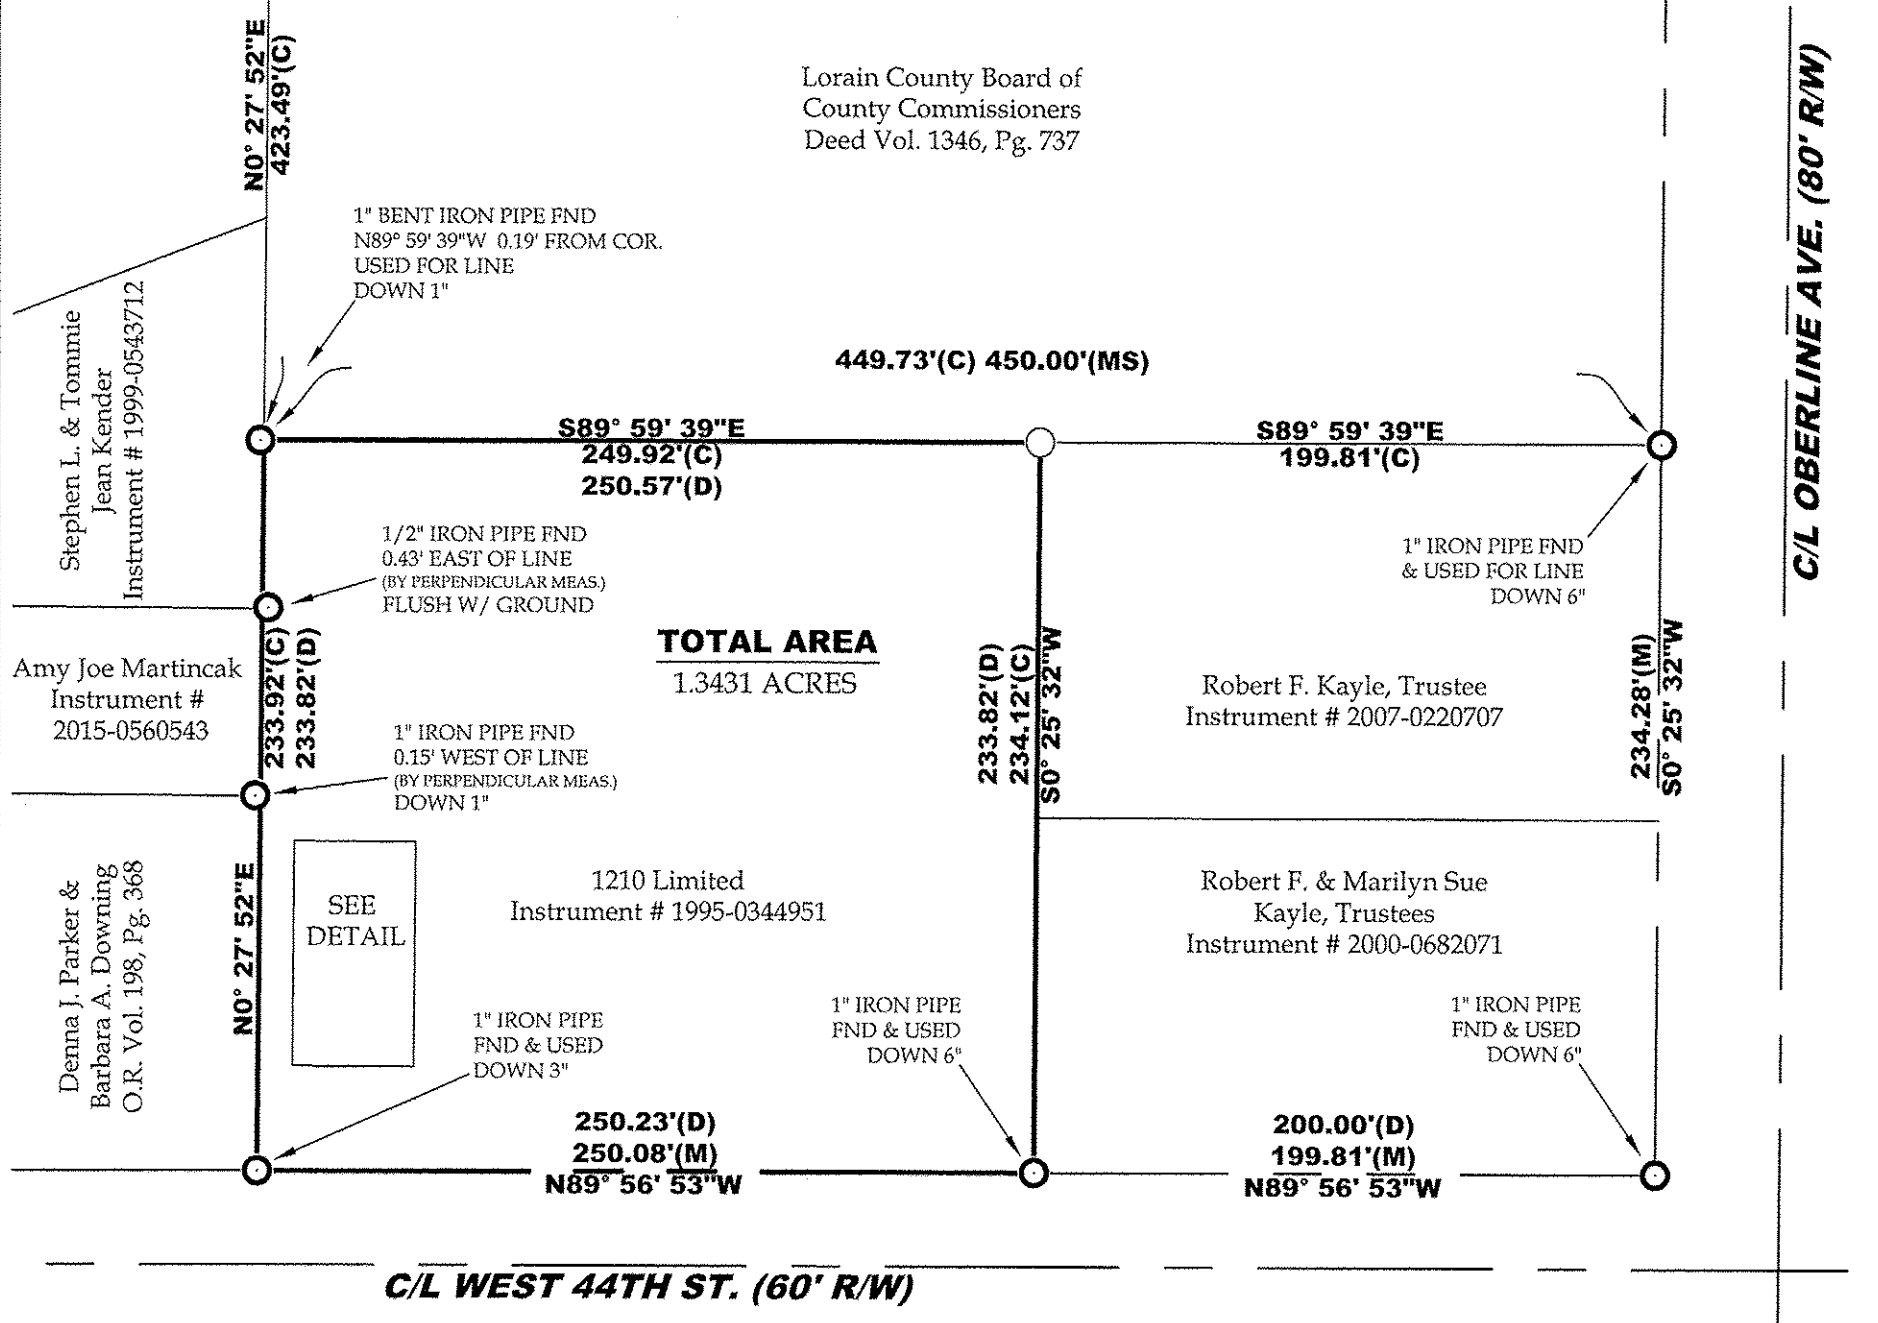 N0° 27' 52"E
423.49'(C)
Lorain County Board of
County Commissioners
Deed Vol. 1346, Pg. 737
C/L OBERLINE AVE. (80' R/W)
1" BENT IRON PIPE FND
N89° 59' 39"W 0.19' FROM COR.
USED FOR LINE
DOWN 1"
Stephen L. & Tommie
Jean Kender
Instrument # 1999-0543712
449.73'(C) 450.00'(MS)
S89° 59' 39"E
249.92'(C)
250.57'(D)
S89° 59' 39"E
199.81'(C)
1/2" IRON PIPE FND
0.43' EAST OF LINE
(BY PERPENDICULAR MEAS.)
FLUSH W/ GROUND
1" IRON PIPE FND
& USED FOR LINE
DOWN 6"
TOTAL AREA
1.3431 ACRES
Amy Joe Martincak
Instrument #
2015-0560543
233.92'(C)
233.82'(D)
233.82'(D)
234.12'(C)
S0° 25' 32"W
Robert F. Kayle, Trustee
Instrument # 2007-0220707
234.28'(M)
S0° 25' 32"W
1" IRON PIPE FND
0.15' WEST OF LINE
(BY PERPENDICULAR MEAS.)
DOWN 1"
Denna J. Parker &
Barbara A. Downing
O.R. Vol. 198, Pg. 368
N0° 27' 52"E
SEE
DETAIL
1210 Limited
Instrument # 1995-0344951
Robert F. & Marilyn Sue
Kayle, Trustees
Instrument # 2000-0682071
1" IRON PIPE
FND & USED
DOWN 3"
1" IRON PIPE
FND & USED
DOWN 6"
1" IRON PIPE
FND & USED
DOWN 6"
250.23'(D)
250.08'(M)
N89° 56' 53"W
200.00'(D)
199.81'(M)
N89° 56' 53"W
C/L WEST 44TH ST. (60' R/W)